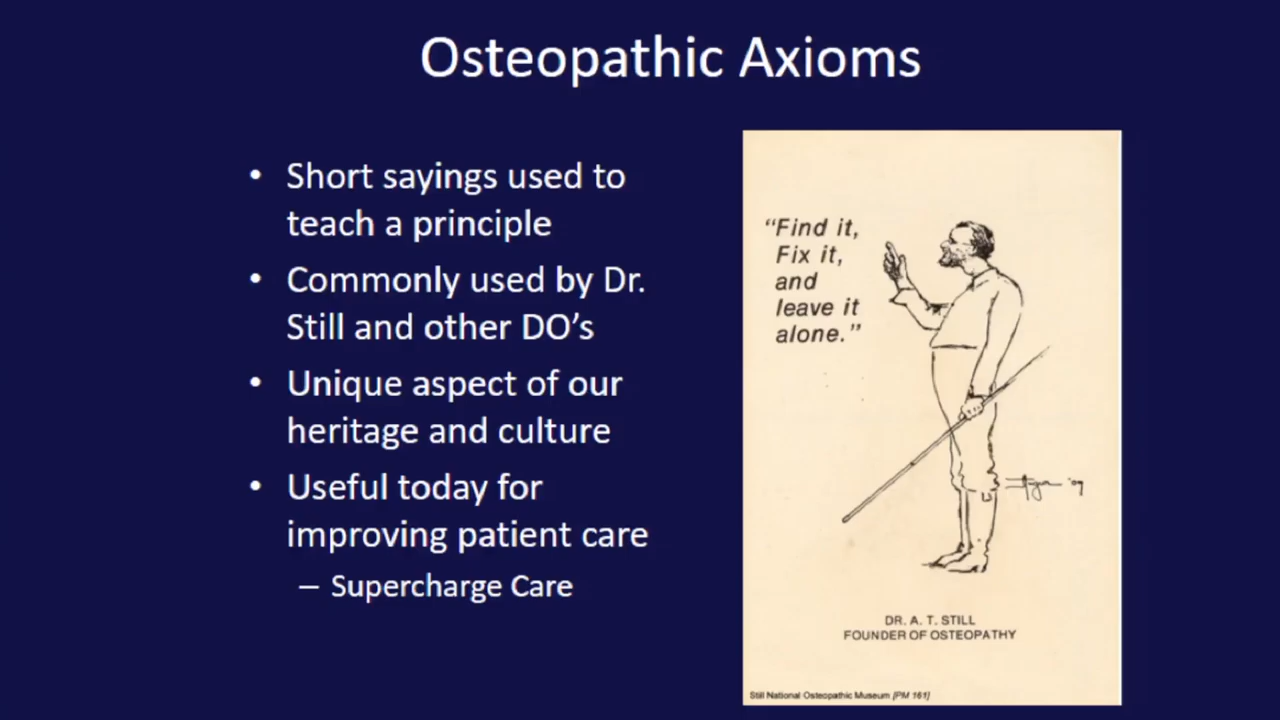 Osteopathic Axioms
• Short sayings used to
teach a principle
• Commonly used by Dr.
Still and other DO's
• Unique aspect of our
heritage and culture
• Useful today for
improving patient care
– Supercharge Care
"Find it,
Fix it,
and
leave it
alone."
'09
DR. A. T. STILL
FOUNDER OF OSTEOPATHY
Still National Osteopathic Museum [PM 161]